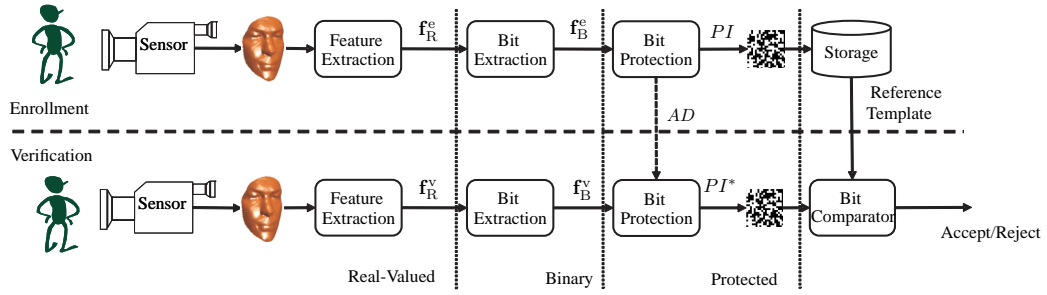 Sensor
Feature
Extraction
f_R^e
Bit
Extraction
f_B^e
Bit
Protection
PI
Storage
Enrollment
AD
Reference
Template
Verification
Sensor
Feature
Extraction
f_R^v
Bit
Extraction
f_B^v
Bit
Protection
PI*
Bit
Comparator
Accept/Reject
Real-Valued
Binary
Protected